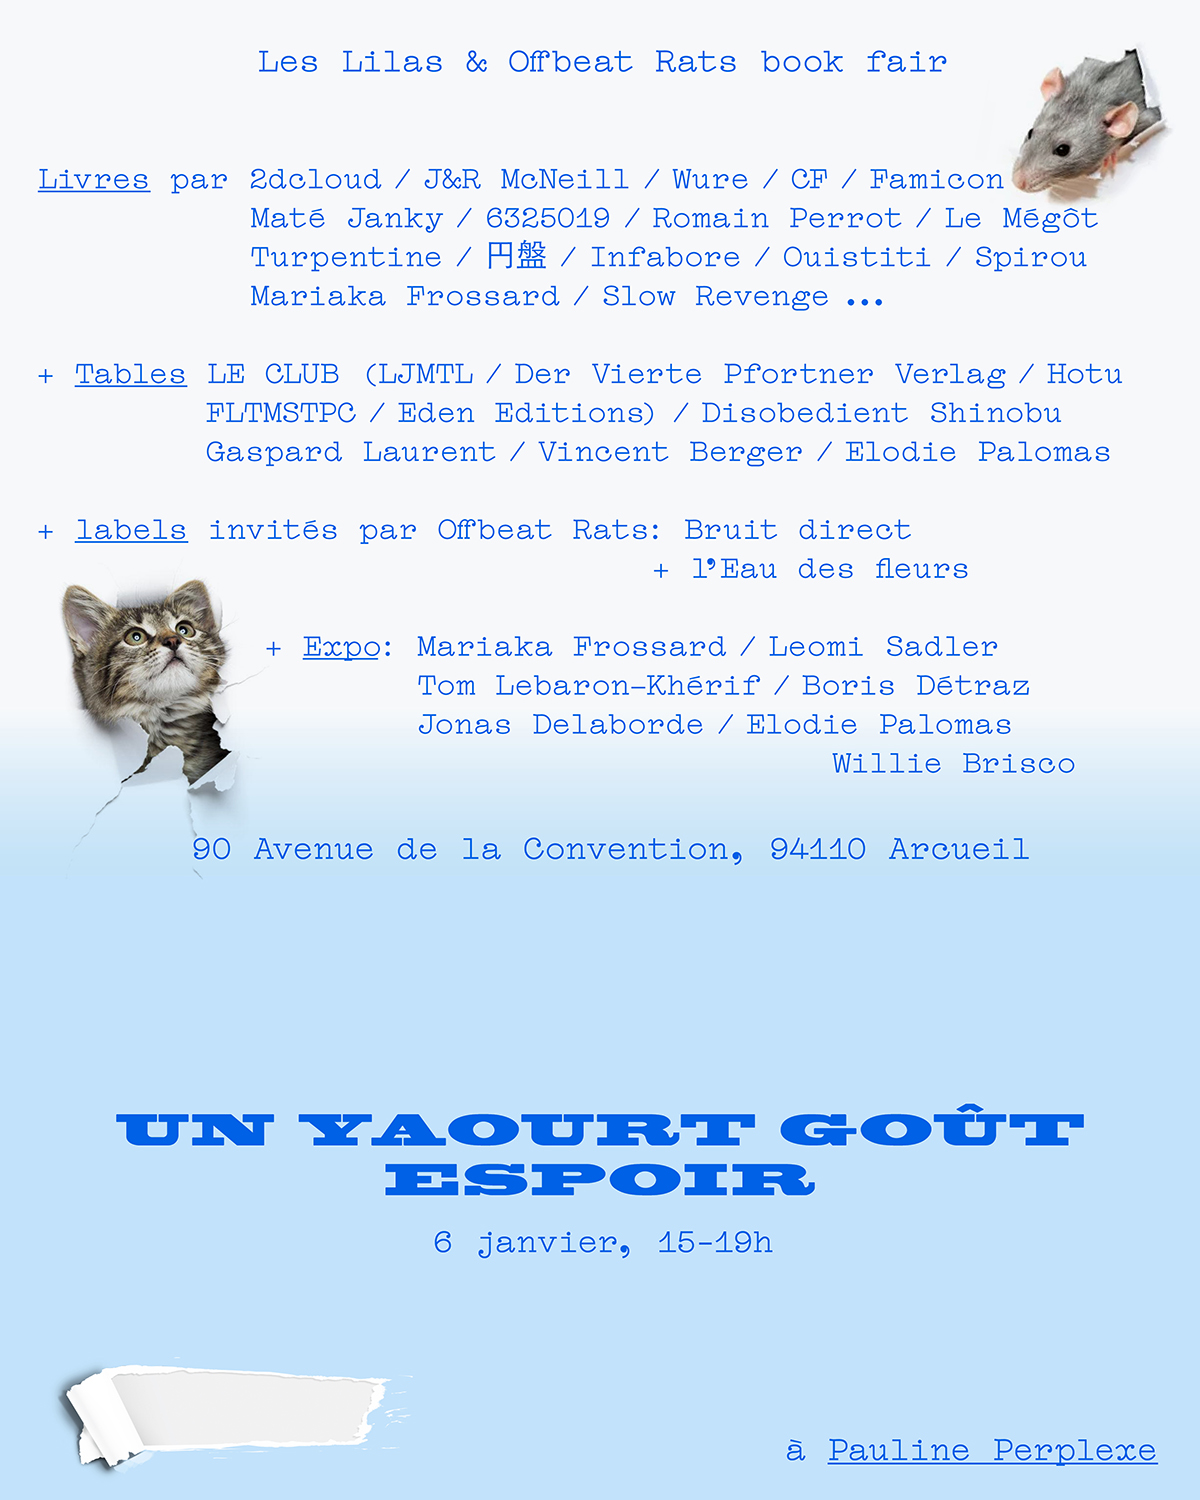 Les Lilas & Offbeat Rats book fair
Livres par 2dcloud / J&R McNeill / Wure / CF / Famicon
Maté Janky / 6325019 / Romain Perrot / Le Mégôt
Turpentine / 円盤 / Infabore / Ouistiti / Spirou
Mariaka Frossard / Slow Revenge ...
+ Tables LE CLUB (LJMTL / Der Vierte Pfortner Verlag / Hotu
FLTMSTPC / Eden Editions) / Disobedient Shinobu
Gaspard Laurent / Vincent Berger / Elodie Palomas
+ labels invités par Offbeat Rats: Bruit direct
+ l’Eau des fleurs
+ Expo: Mariaka Frossard / Leomi Sadler
Tom Lebaron-Khérif / Boris Détraz
Jonas Delaborde / Elodie Palomas
Willie Brisco
90 Avenue de la Convention, 94110 Arcueil
UN YAOURT GOÛT
ESPOIR
6 janvier, 15-19h
à Pauline Perplexe